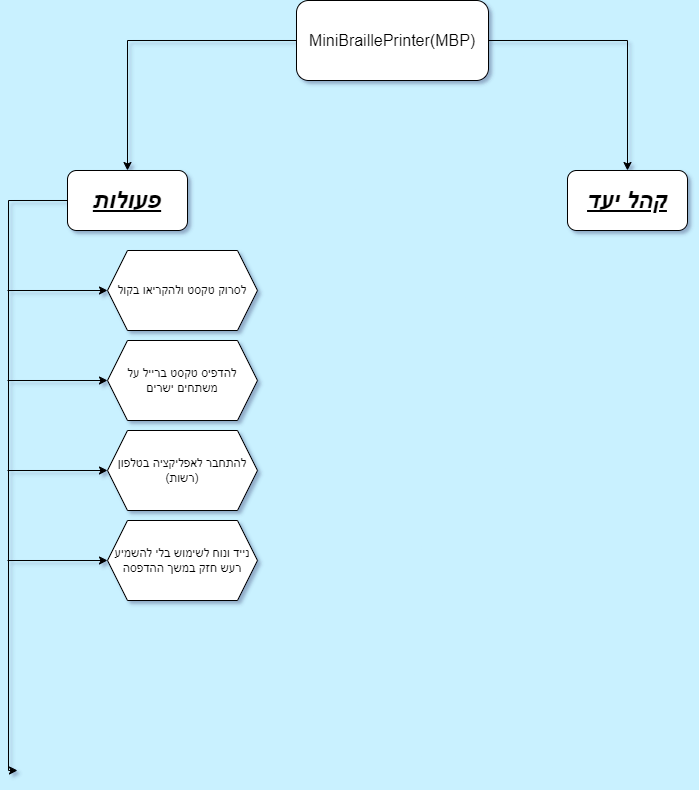 MiniBraillePrinter(MBP)
פעולות
קהל יעד
לסרוק טקסט ולהקריאו בקול
להדפיס טקסט ברייל על
משתחים ישרים
להתחבר לאפליקציה בטלפון
(רשות)
נייד ונוח לשימוש בלי להשמיע
רעש חזק במשך ההדפסה